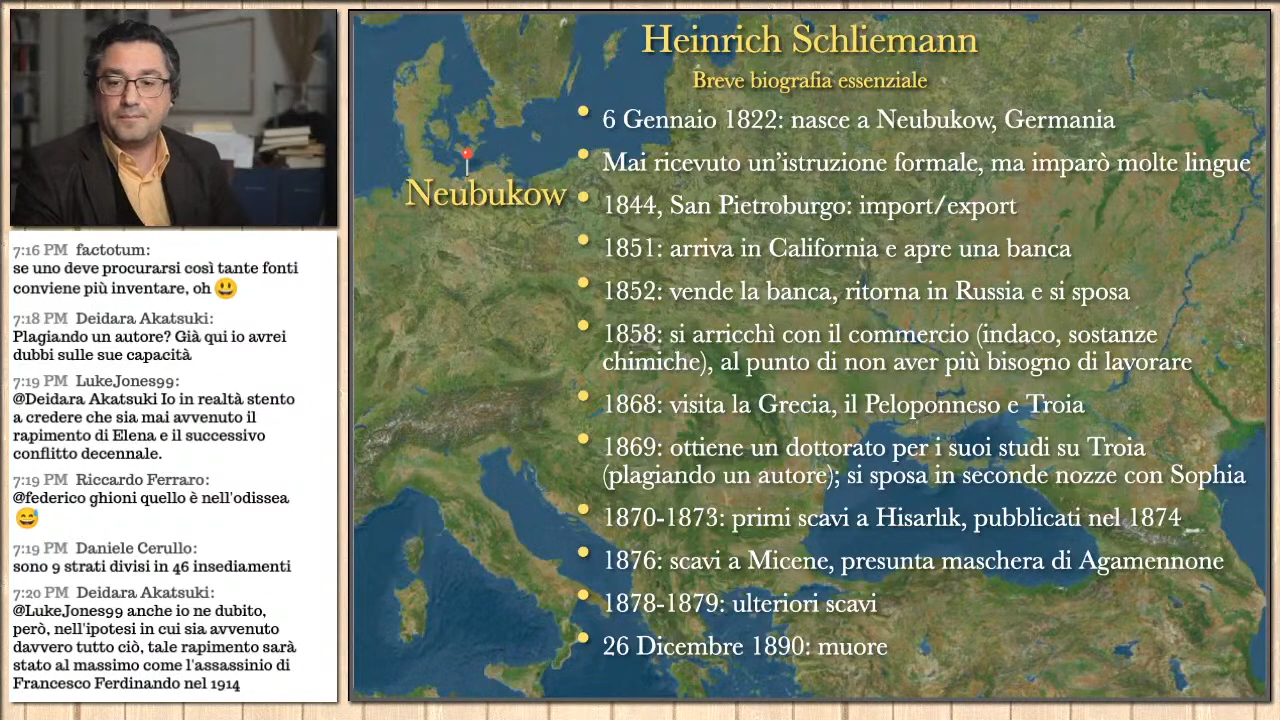 7:16 PM factotum:
se uno deve procurarsi così tante fonti
conviene più inventare, oh 😃
7:18 PM Deidara Akatsuki:
Plagiando un autore? Già qui io avrei
dubbi sulle sue capacità
7:19 PM LukeJones99:
@Deidara Akatsuki Io in realtà stento
a credere che sia mai avvenuto il
rapimento di Elena e il successivo
conflitto decennale.
7:19 PM Riccardo Ferraro:
@federico ghioni quello è nell'odissea
😅
7:19 PM Daniele Cerullo:
sono 9 strati divisi in 46 insediamenti
7:20 PM Deidara Akatsuki:
@LukeJones99 anche io ne dubito,
però, nell'ipotesi in cui sia avvenuto
davvero tutto ciò, tale rapimento sarà
stato al massimo come l'assassinio di
Francesco Ferdinando nel 1914
Heinrich Schliemann
Breve biografia essenziale
Neubukow
• 6 Gennaio 1822: nasce a Neubukow, Germania
• Mai ricevuto un'istruzione formale, ma imparò molte lingue
• 1844, San Pietroburgo: import/export
• 1851: arriva in California e apre una banca
• 1852: vende la banca, ritorna in Russia e si sposa
• 1858: si arricchì con il commercio (indaco, sostanze
chimiche), al punto di non aver più bisogno di lavorare
• 1868: visita la Grecia, il Peloponneso e Troia
• 1869: ottiene un dottorato per i suoi studi su Troia
(plagiando un autore); si sposa in seconde nozze con Sophia
• 1870-1873: primi scavi a Hisarlık, pubblicati nel 1874
• 1876: scavi a Micene, presunta maschera di Agamennone
• 1878-1879: ulteriori scavi
• 26 Dicembre 1890: muore